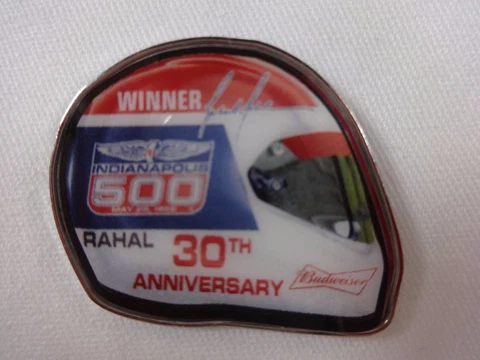 WINNER
INDIANAPOLIS
500
RAHAL
30TH
ANNIVERSARY
Budweiser